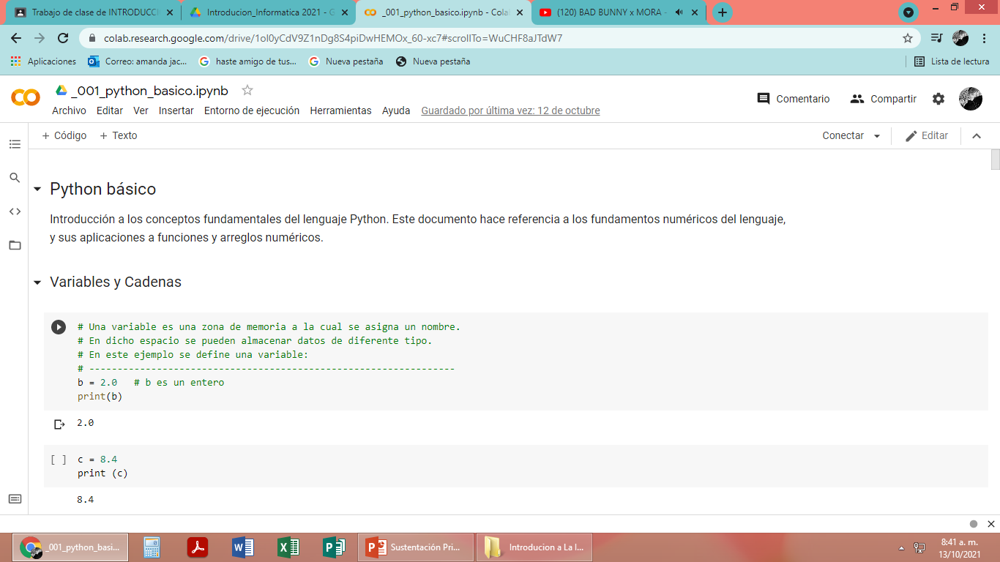 Trabajo de clase de INTRODUCCI
Introducion_Informatica 2021 - G
_001_python_basico.ipynb - Colab
(120) BAD BUNNY x MORA -
colab.research.google.com/drive/1oI0yCdV9Z1nDg8S4piDwHEMOx_60-xc7#scrollTo=WuCHF8aJTdW7
Aplicaciones
Correo: amanda jac...
haste amigo de tus...
Nueva pestaña
Nueva pestaña
Lista de lectura
_001_python_basico.ipynb
Comentario
Compartir
Archivo Editar Ver Insertar Entorno de ejecución Herramientas Ayuda Guardado por última vez: 12 de octubre
+ Código + Texto
Conectar
Editar
Python básico
Introducción a los conceptos fundamentales del lenguaje Python. Este documento hace referencia a los fundamentos numéricos del lenguaje,
y sus aplicaciones a funciones y arreglos numéricos.
Variables y Cadenas
# Una variable es una zona de memoria a la cual se asigna un nombre.
# En dicho espacio se pueden almacenar datos de diferente tipo.
# En este ejemplo se define una variable:
# -----------------------------------------------------------------
b = 2.0   # b es un entero
print(b)
2.0
[ ] c = 8.4
print (c)
8.4
_001_python_basi...
Sustentación Pri...
Introducion a La I...
8:41 a. m.
13/10/2021